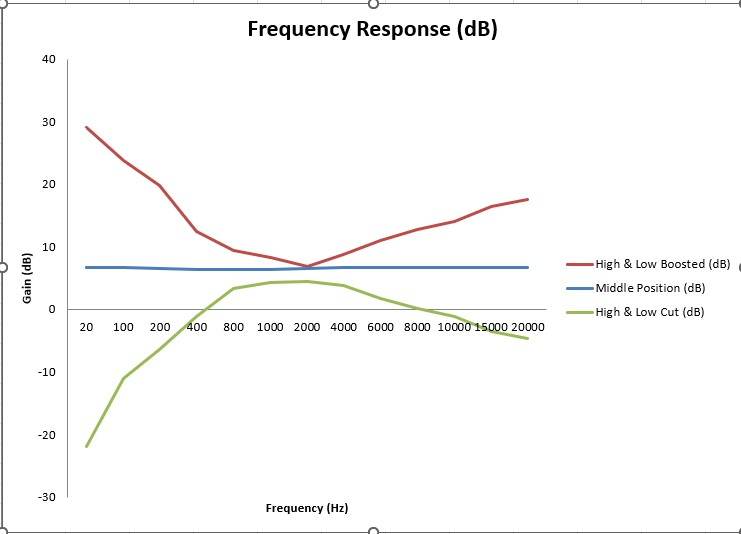 Frequency Response (dB)
40
30
20
10
0
-10
-20
-30
Gain (dB)
20 100 200 400 800 1000 2000 4000 6000 8000 10000 15000 20000
Frequency (Hz)
High & Low Boosted (dB)
Middle Position (dB)
High & Low Cut (dB)